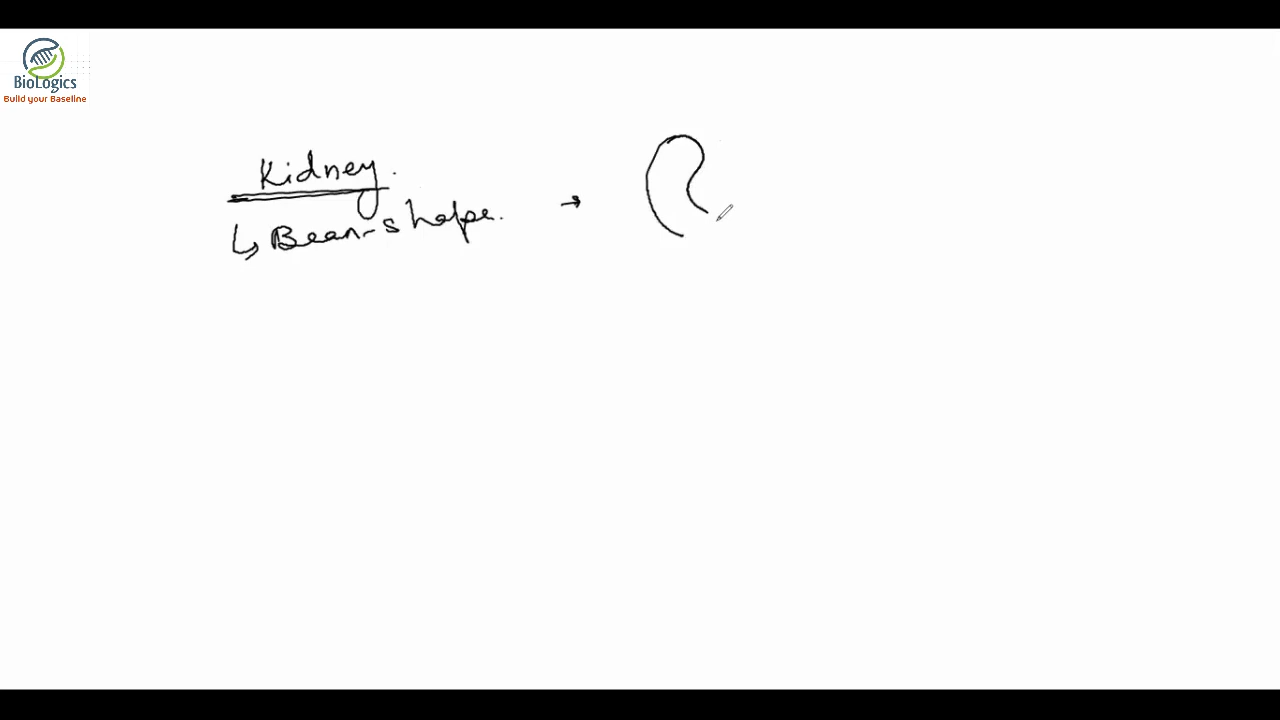 BioLogics
Build your Baseline
Kidney.
↳ Bean-shape. →